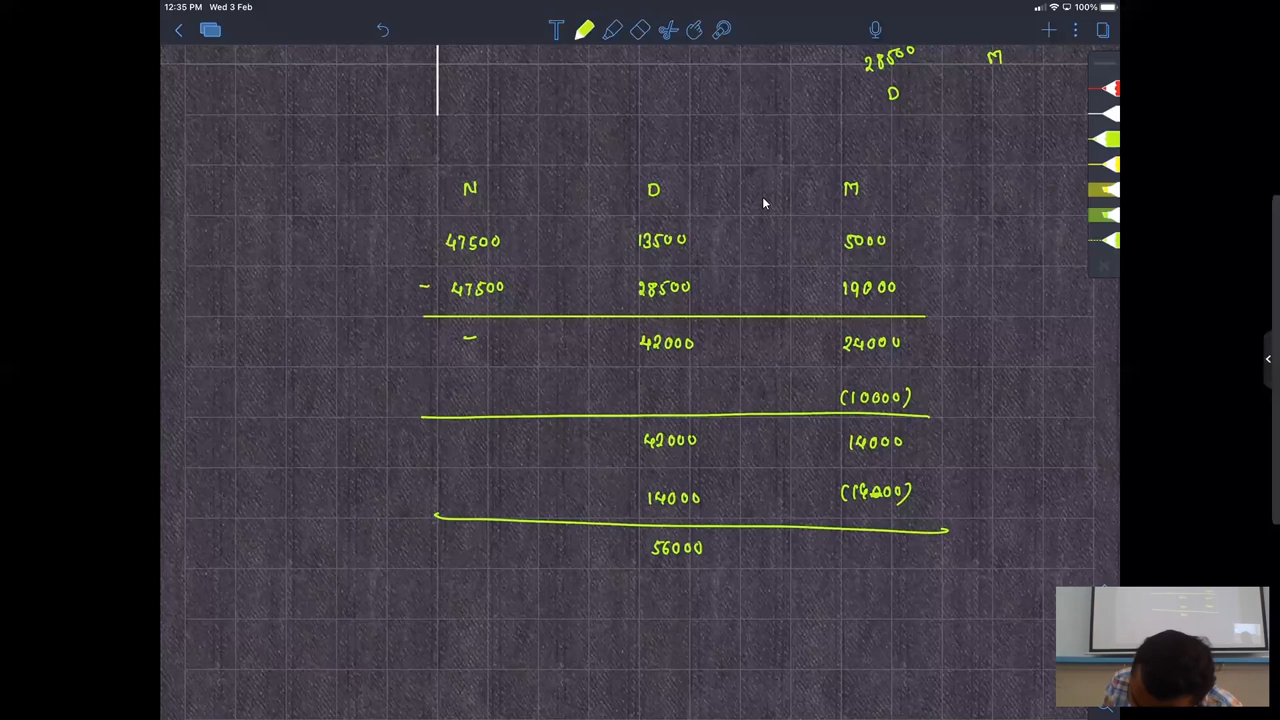 12:35 PM Wed 3 Feb 100%
T
28500 M
D
N D M
47500 13500 5000
- 47500 28500 19000
- 42000 24000
(10000)
42000 14000
14000 (14000)
56000